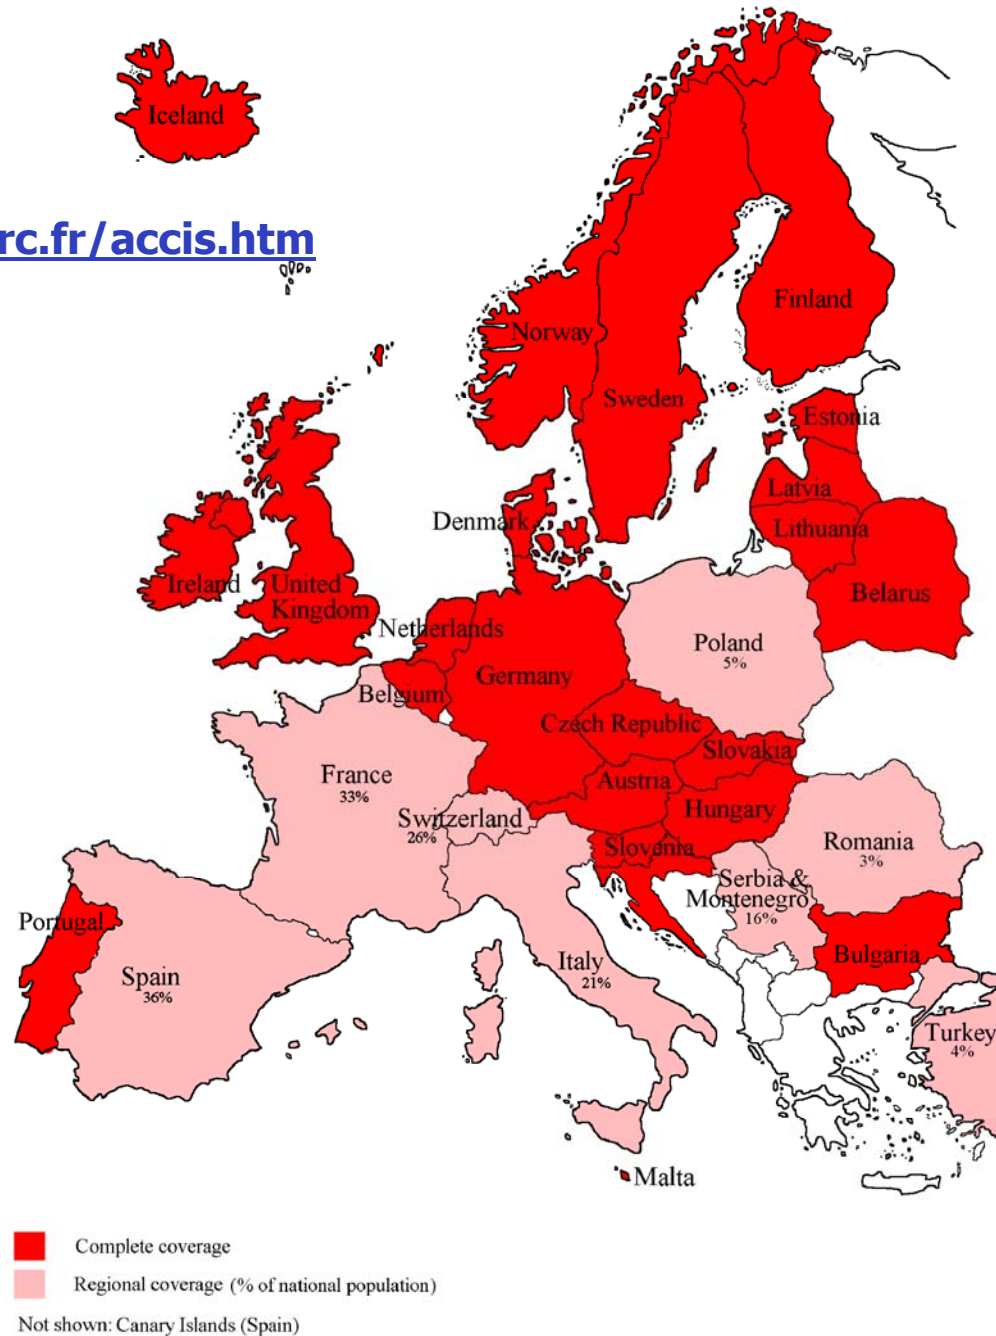 Iceland
rc.fr/accis.htm
Finland
Norway
Sweden
Estonia
Latvia
Denmark
Lithuania
Ireland
United
Kingdom
Belarus
Netherlands
Poland
5%
Germany
Belgium
Czech Republic
Slovakia
France
33%
Austria
Switzerland
26%
Hungary
Slovenia
Romania
3%
Serbia &
Montenegro
16%
Portugal
Bulgaria
Italy
21%
Spain
36%
Turkey
4%
Malta
Complete coverage
Regional coverage (% of national population)
Not shown: Canary Islands (Spain)